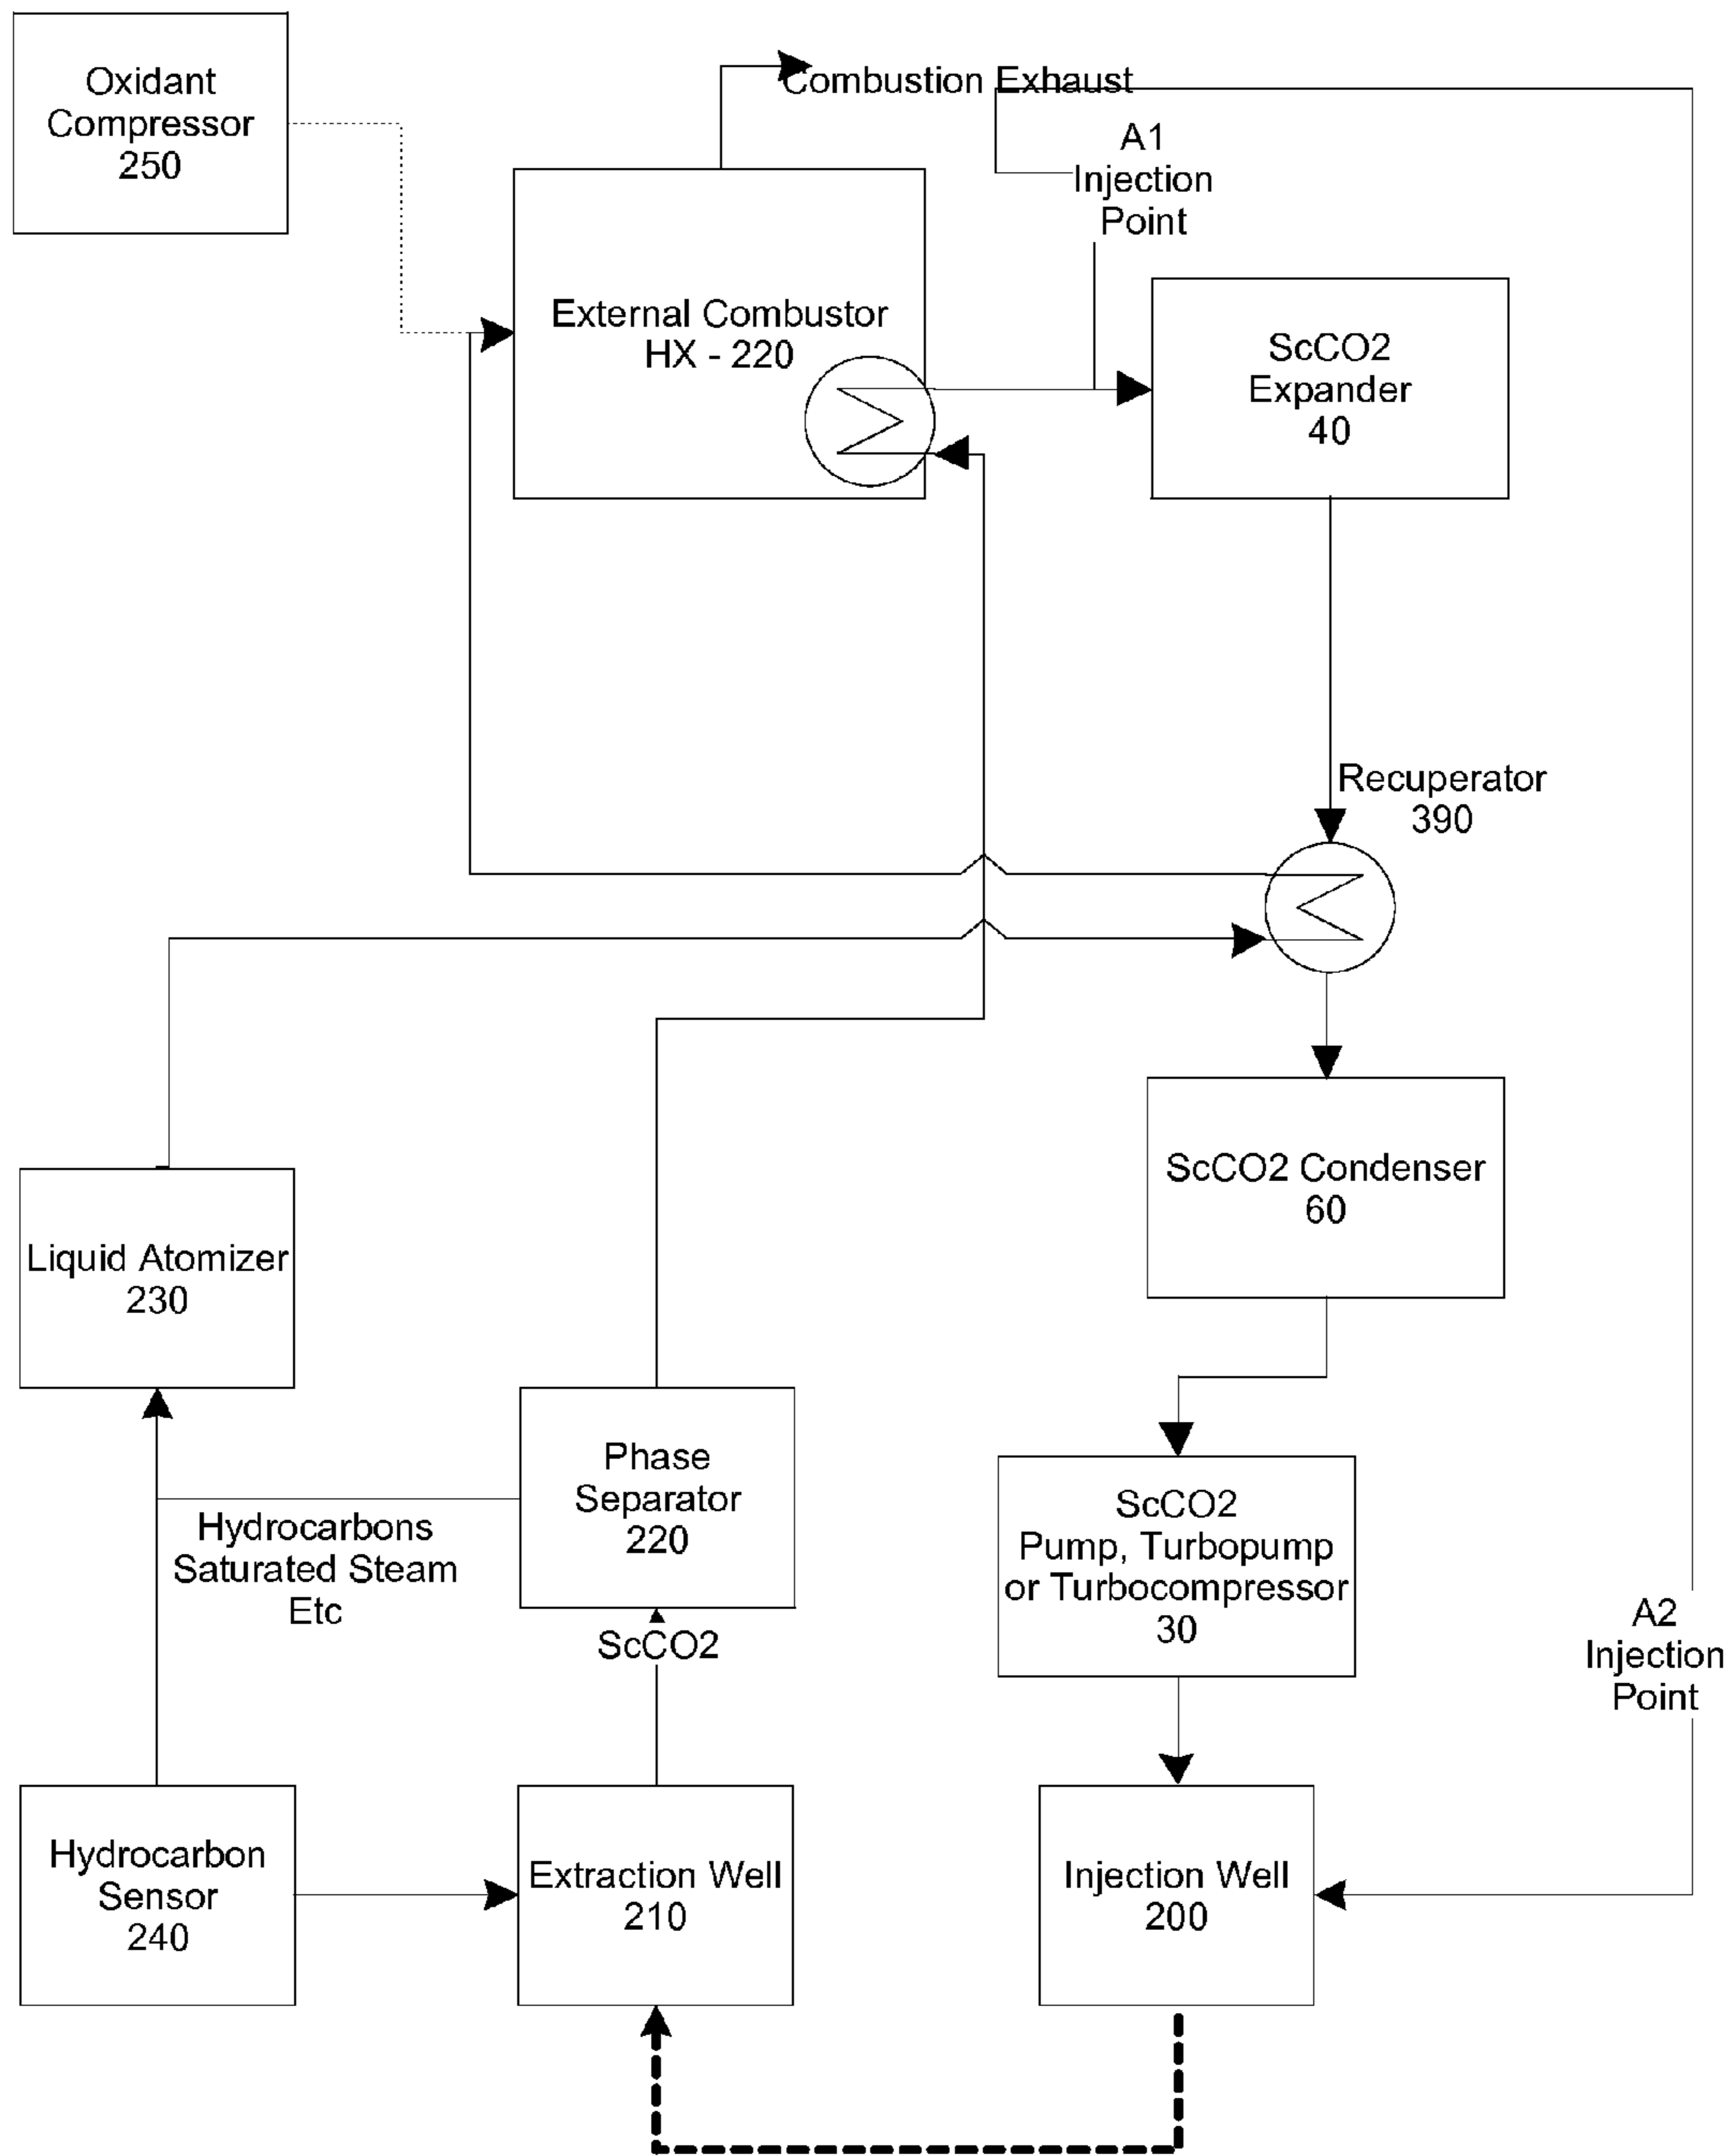 Oxidant
Compressor
250
Combustion Exhaust
A1
Injection
Point
External Combustor
HX - 220
ScCO2
Expander
40
Recuperator
390
ScCO2 Condenser
60
Liquid Atomizer
230
Phase
Separator
220
Hydrocarbons
Saturated Steam
Etc
ScCO2
Pump, Turbopump
or Turbocompressor
30
ScCO2
A2
Injection
Point
Hydrocarbon
Sensor
240
Extraction Well
210
Injection Well
200